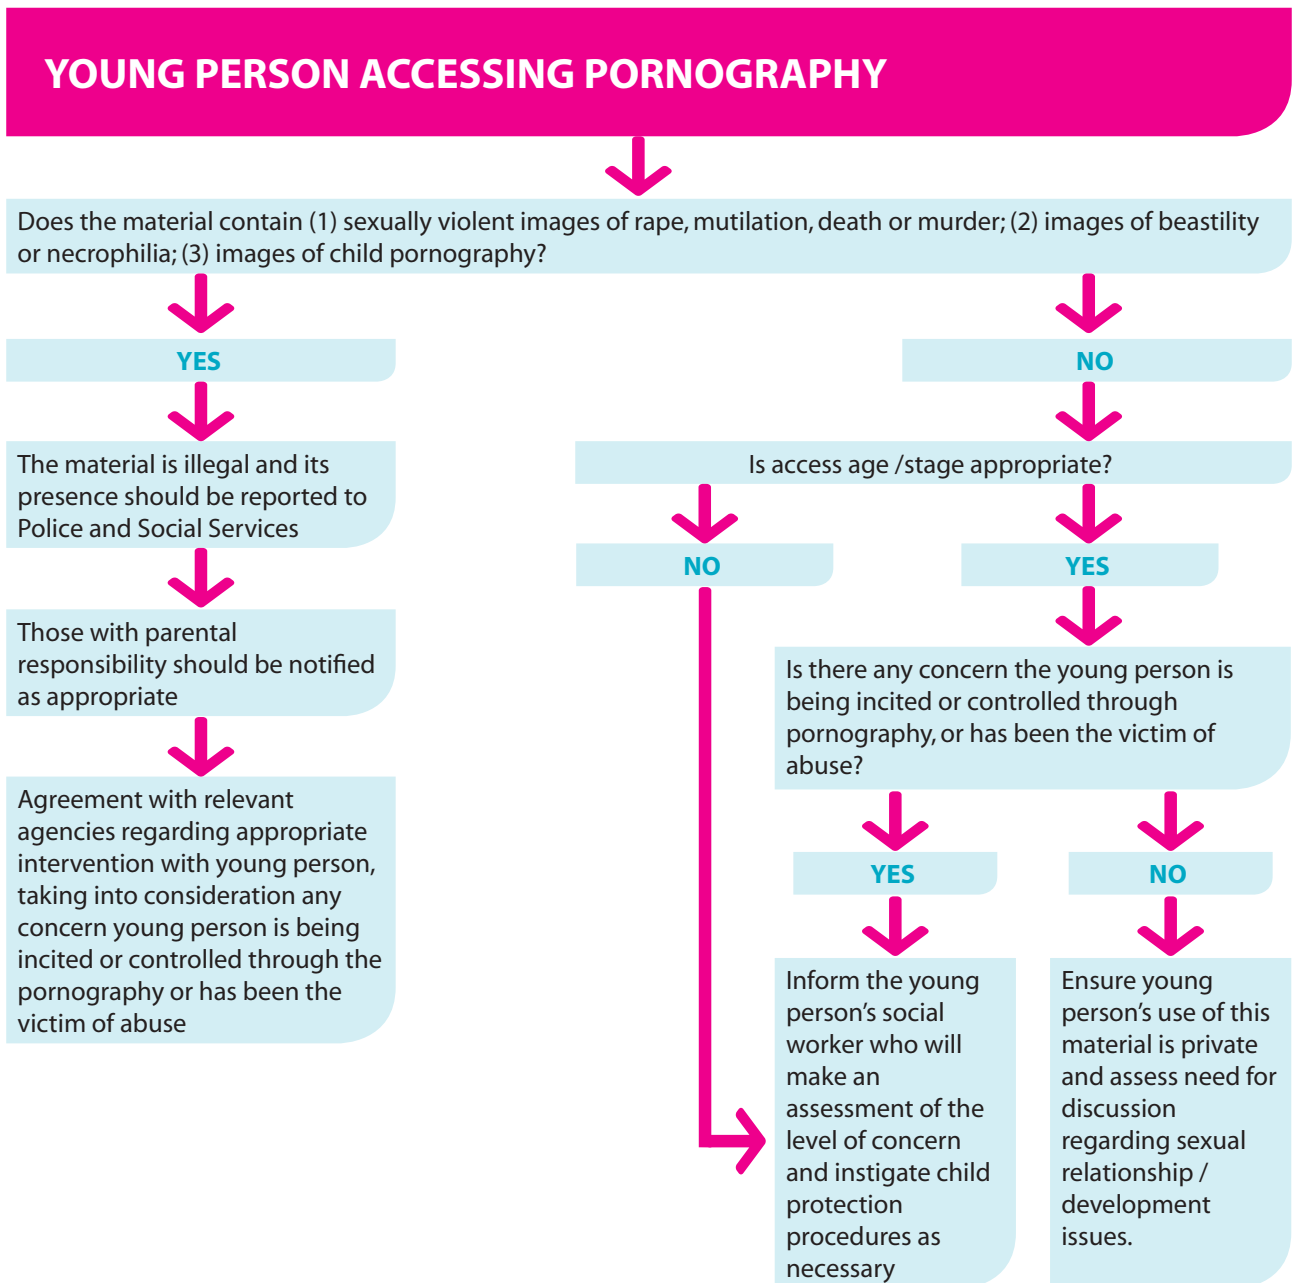 YOUNG PERSON ACCESSING PORNOGRAPHY
Does the material contain (1) sexually violent images of rape, mutilation, death or murder; (2) images of beastility
or necrophilia; (3) images of child pornography?
YES
NO
The material is illegal and its
presence should be reported to
Police and Social Services
Those with parental
responsibility should be notified
as appropriate
Agreement with relevant
agencies regarding appropriate
intervention with young person,
taking into consideration any
concern young person is being
incited or controlled through the
pornography or has been the
victim of abuse
Is access age /stage appropriate?
NO
YES
Is there any concern the young person is
being incited or controlled through
pornography, or has been the victim of
abuse?
YES
NO
Inform the young
person’s social
worker who will
make an
assessment of the
level of concern
and instigate child
protection
procedures as
necessary
Ensure young
person’s use of this
material is private
and assess need for
discussion
regarding sexual
relationship /
development
issues.